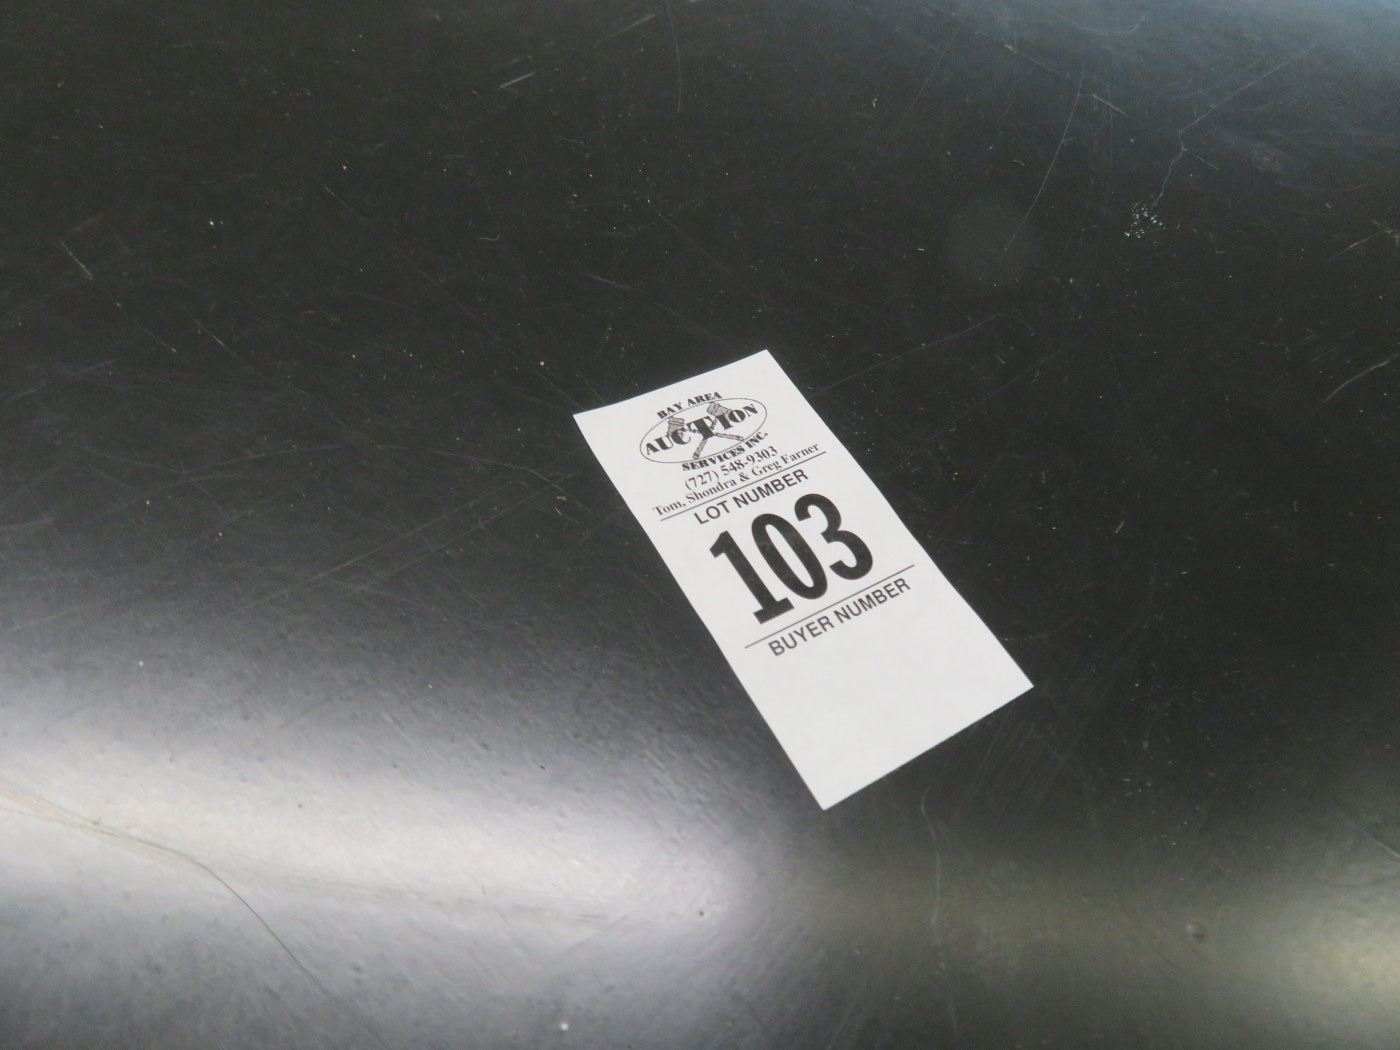 BAY AREA
AUCTION
SERVICES INC.
(727) 548-9303
Tom, Shondra & Greg Farner
LOT NUMBER
103
BUYER NUMBER